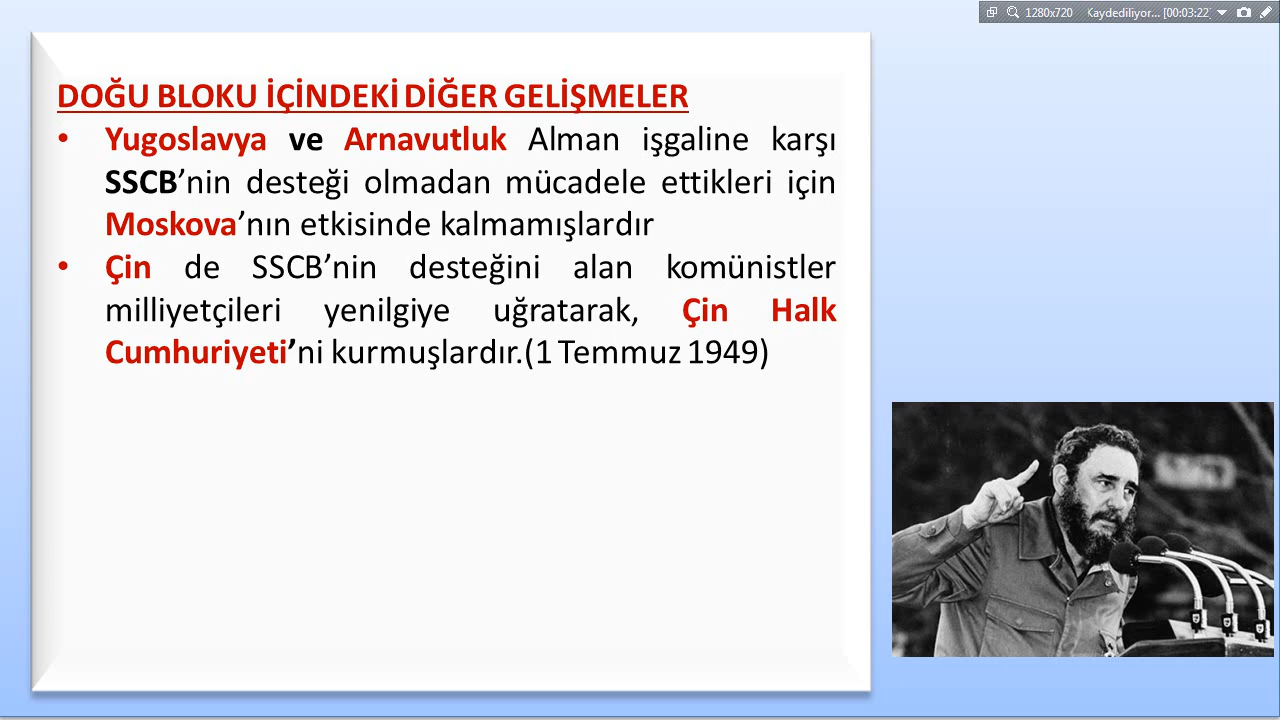 1280x720 Kaydediliyor... [00:03:22]
DOĞU BLOKU İÇİNDEKİ DİĞER GELİŞMELER
• Yugoslavya ve Arnavutluk Alman işgaline karşı
SSCB’nin desteği olmadan mücadele ettikleri için
Moskova’nın etkisinde kalmamışlardır
• Çin de SSCB’nin desteğini alan komünistler
milliyetçileri yenilgiye uğratarak, Çin Halk
Cumhuriyeti’ni kurmuşlardır.(1 Temmuz 1949)